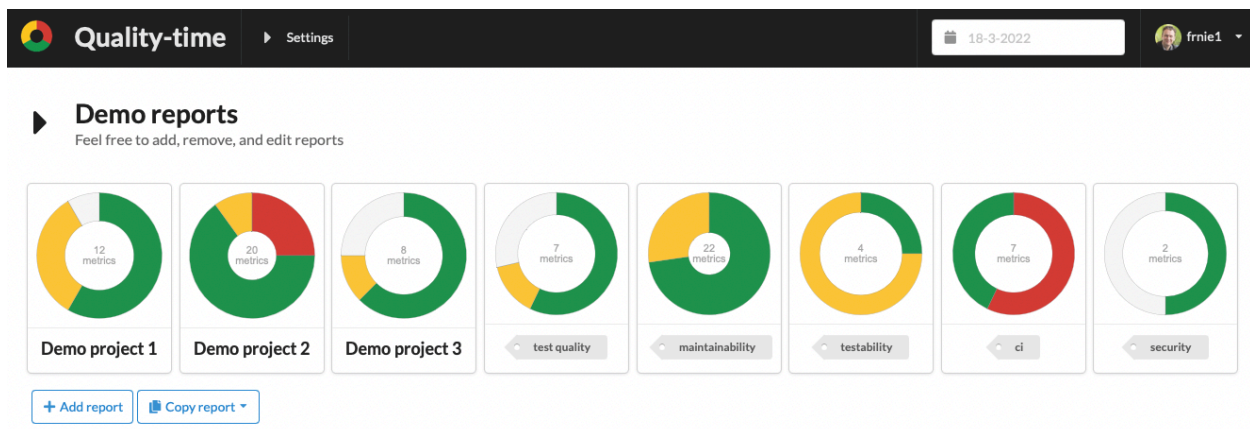 Quality-time
Settings
18-3-2022
frnie1
Demo reports
Feel free to add, remove, and edit reports
12
metrics
20
metrics
8
metrics
7
metrics
22
metrics
4
metrics
7
metrics
2
metrics
Demo project 1
Demo project 2
Demo project 3
test quality
maintainability
testability
ci
security
+ Add report
Copy report